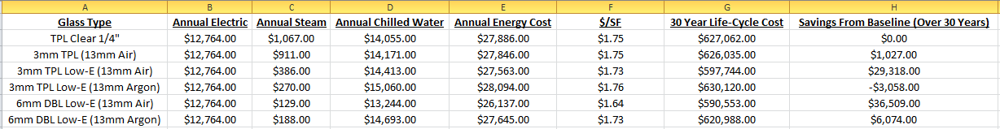 A B C D E F G H
Glass Type Annual Electric Annual Steam Annual Chilled Water Annual Energy Cost $/SF 30 Year Life-Cycle Cost Savings From Baseline (Over 30 Years)
TPL Clear 1/4" $12,764.00 $1,067.00 $14,055.00 $27,886.00 $1.75 $627,062.00 $0.00
3mm TPL (13mm Air) $12,764.00 $911.00 $14,171.00 $27,846.00 $1.75 $626,035.00 $1,027.00
3mm TPL Low-E (13mm Air) $12,764.00 $386.00 $14,413.00 $27,563.00 $1.73 $597,744.00 $29,318.00
3mm TPL Low-E (13mm Argon) $12,764.00 $270.00 $15,060.00 $28,094.00 $1.76 $630,120.00 -$3,058.00
6mm DBL Low-E (13mm Air) $12,764.00 $129.00 $13,244.00 $26,137.00 $1.64 $590,553.00 $36,509.00
6mm DBL Low-E (13mm Argon) $12,764.00 $188.00 $14,693.00 $27,645.00 $1.73 $620,988.00 $6,074.00